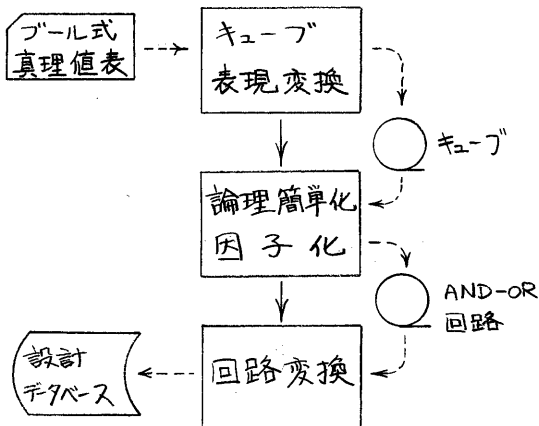 ブール式
真理値表
キューブ
表現変換
キューブ
論理簡単化
因子化
AND-OR
回路
回路変換
設計
データベース